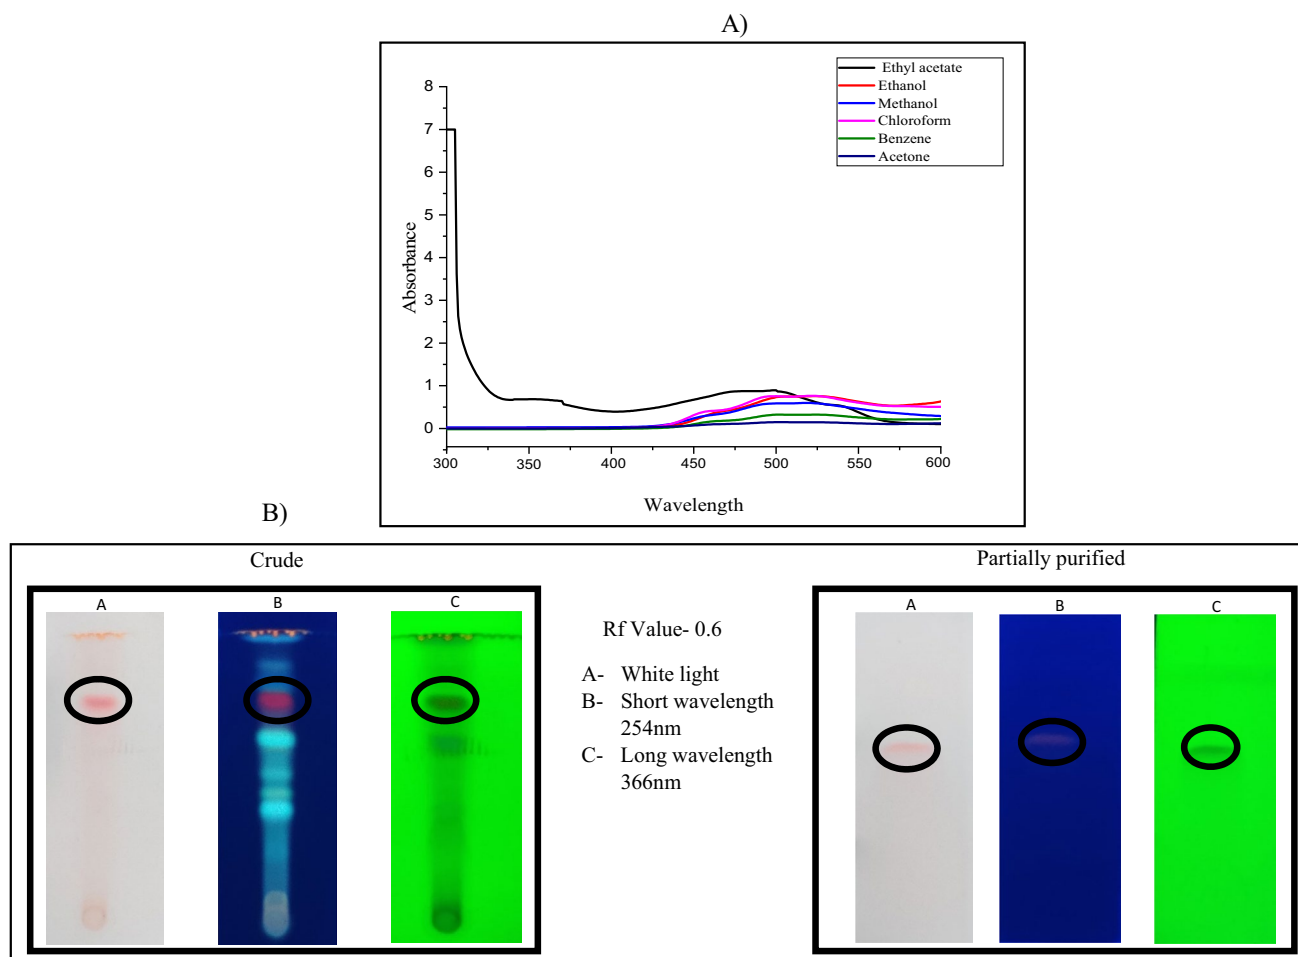 A)
Ethyl acetate
Ethanol
Methanol
Chloroform
Benzene
Acetone
8
7
6
5
4
3
2
1
0
Absorbance
300
350
400
450
500
550
600
Wavelength
B)
Crude
A
B
C
Rf Value- 0.6
A- White light
B- Short wavelength
254nm
C- Long wavelength
366nm
Partially purified
A
B
C